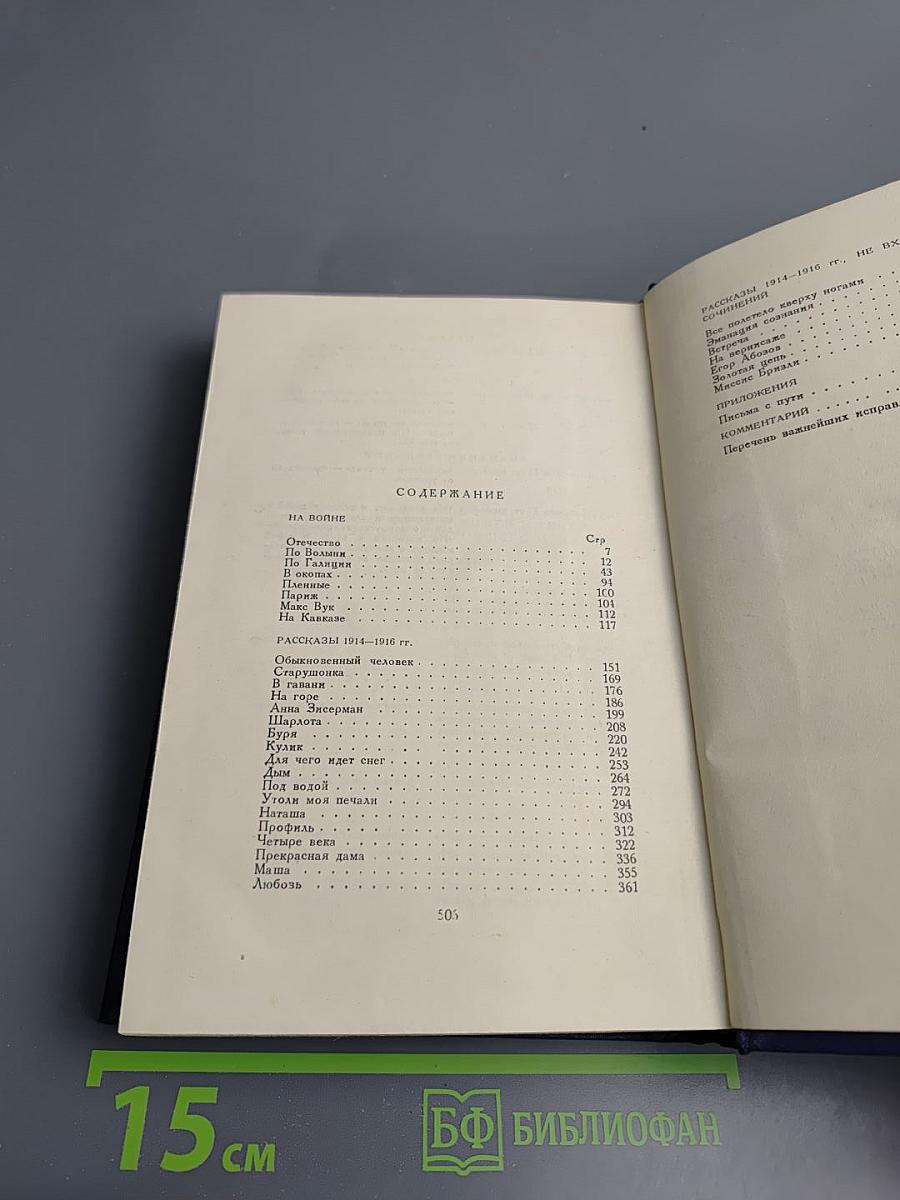 СОДЕРЖАНИЕ
НА ВОЙНЕ
Стр
Отечество . . . . . . . . . . . . . . . . . . . 7
По Волыни . . . . . . . . . . . . . . . . . . . 12
По Галиции . . . . . . . . . . . . . . . . . . . 43
В окопах . . . . . . . . . . . . . . . . . . . 94
Пленные . . . . . . . . . . . . . . . . . . . 100
Париж . . . . . . . . . . . . . . . . . . . 104
Макс Вук . . . . . . . . . . . . . . . . . . . 112
На Кавказе . . . . . . . . . . . . . . . . . . . 117
РАССКАЗЫ 1914—1916 гг.
Обыкновенный человек . . . . . . . . . . . . . 151
Старушонка . . . . . . . . . . . . . . . . . . 169
В гавани . . . . . . . . . . . . . . . . . . . 176
На горе . . . . . . . . . . . . . . . . . . . 186
Анна Зисерман . . . . . . . . . . . . . . . . 199
Шарлота . . . . . . . . . . . . . . . . . . . 208
Буря . . . . . . . . . . . . . . . . . . . 220
Кулик . . . . . . . . . . . . . . . . . . . 242
Для чего идет снег . . . . . . . . . . . . . . 253
Дым . . . . . . . . . . . . . . . . . . . 264
Под водой . . . . . . . . . . . . . . . . . . 272
Утоли моя печали . . . . . . . . . . . . . . . 294
Наташа . . . . . . . . . . . . . . . . . . . 303
Профиль . . . . . . . . . . . . . . . . . . . 312
Четыре века . . . . . . . . . . . . . . . . . 322
Прекрасная дама . . . . . . . . . . . . . . . 336
Маша . . . . . . . . . . . . . . . . . . . 355
Любовь . . . . . . . . . . . . . . . . . . . 361
РАССКАЗЫ 1914—1916 гг., НЕ ВХ
СОЧИНЕНИЙ
Все полетело кверху ногами . .
Эманация сознания . . . . .
Встреча . . . . . . . .
На вернисаже . . . . . . .
Егор Абозов . . . . . . .
Золотая цепь . . . . . . .
Миссис Бризли . . . . . . .
ПРИЛОЖЕНИЯ
Письма с пути . . . . . . .
КОММЕНТАРИЙ . . . . . . .
Перечень важнейших исправ
15 см
БФ БИБЛИОФАН